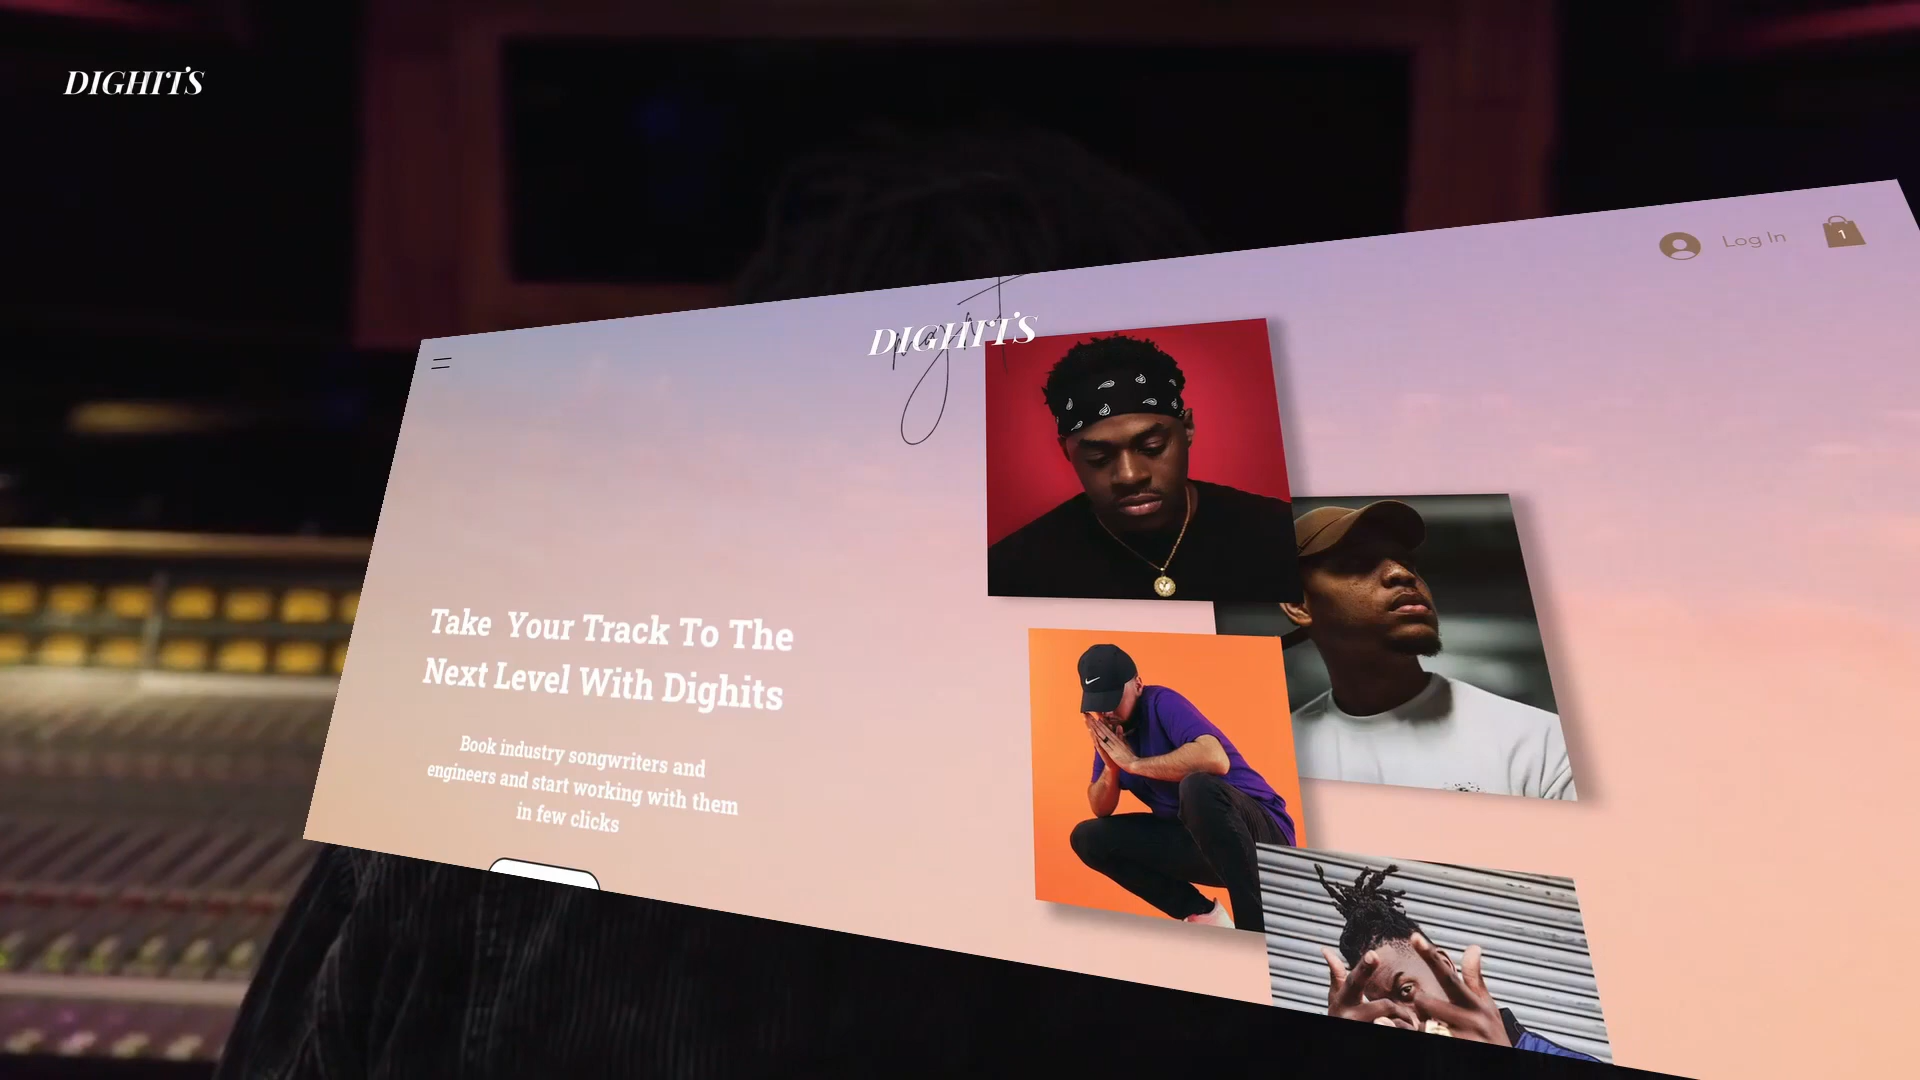 DIGHITS
Log In
1
DIGHITS
Take Your Track To The
Next Level With Dighits
Book industry songwriters and
engineers and start working with them
in few clicks